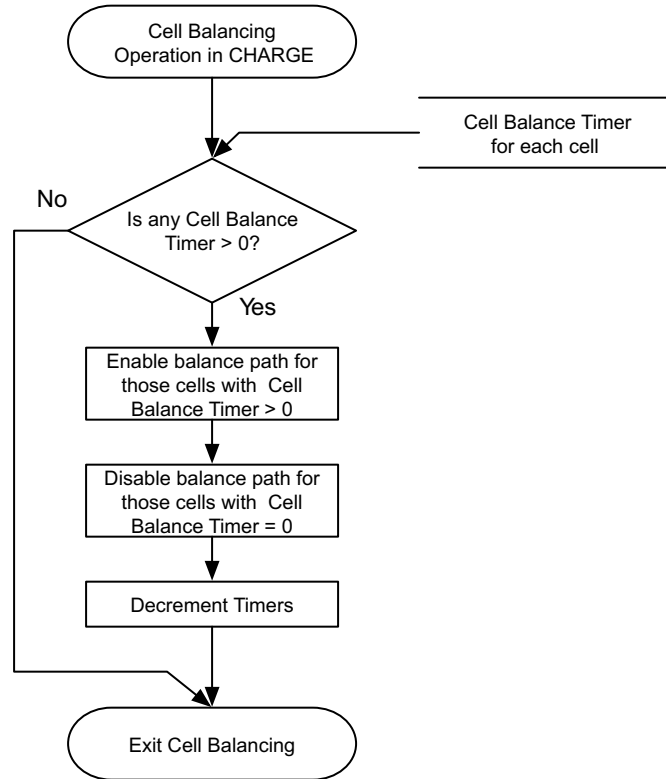 Cell Balancing
Operation in CHARGE
Cell Balance Timer
for each cell
No
Is any Cell Balance
Timer > 0?
Yes
Enable balance path for
those cells with Cell
Balance Timer > 0
Disable balance path for
those cells with Cell
Balance Timer = 0
Decrement Timers
Exit Cell Balancing